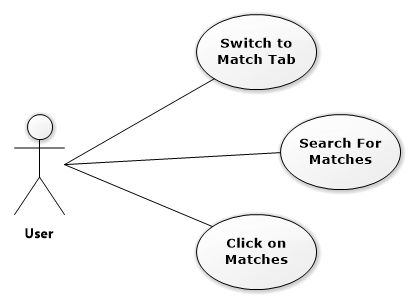 Switch to
Match Tab
Search For
Matches
User
Click on
Matches